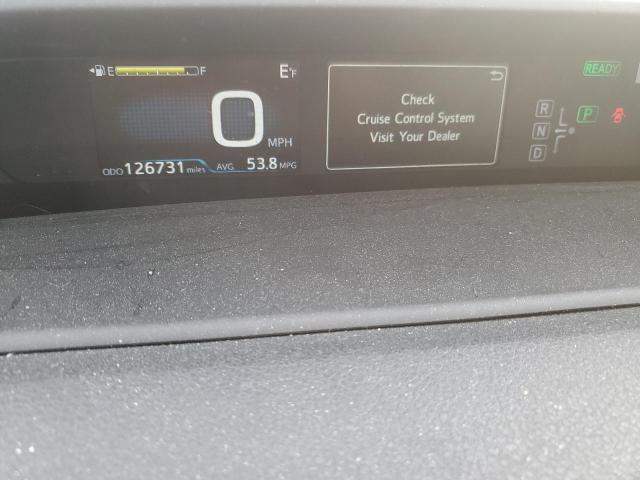 E F
E°F
0 MPH
ODO 126731 miles AVG. 53.8 MPG
Check
Cruise Control System
Visit Your Dealer
READY
R
P
N
D